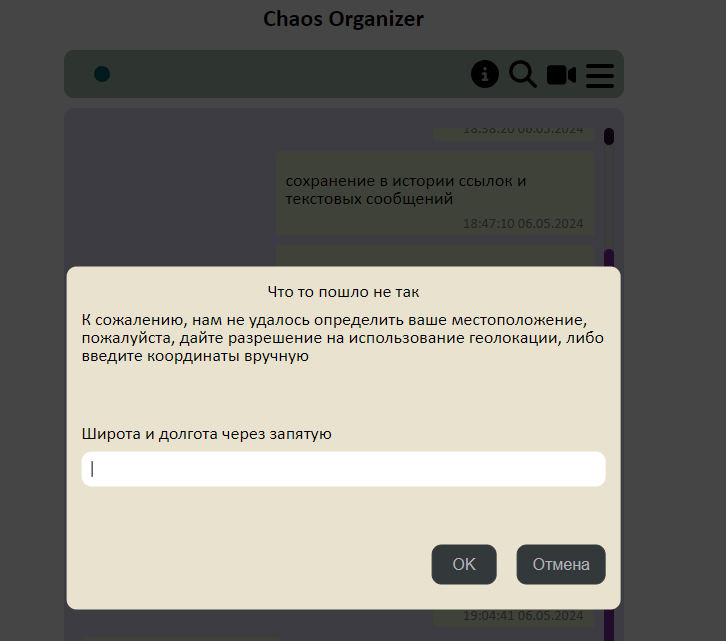 Chaos Organizer
18:38:20 06.05.2024
сохранение в истории ссылок и
текстовых сообщений
18:47:10 06.05.2024
Что то пошло не так
К сожалению, нам не удалось определить ваше местоположение,
пожалуйста, дайте разрешение на использование геолокации, либо
введите координаты вручную
Широта и долгота через запятую
OK
Отмена
19:04:41 06.05.2024